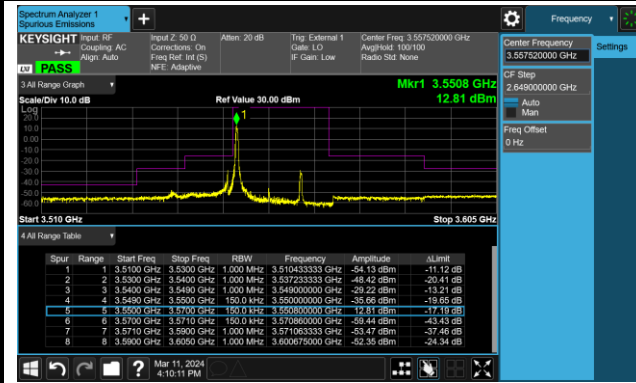 Spectrum Analyzer 1
Spurious Emissions
Frequency
KEYSIGHT
Input: RF
Coupling: AC
Align: Auto
Input Z: 50 Ω
Corrections: On
Freq Ref: Int (S)
NFE: Adaptive
Atten: 20 dB
Trig: External 1
Gate: LO
IF Gain: Low
Center Freq: 3.557520000 GHz
Avg|Hold: 100/100
Radio Std: None
LXI
PASS
Center Frequency
3.557520000 GHz
Settings
CF Step
2.649000000 GHz
Auto
Man
Freq Offset
0 Hz
3 All Range Graph
Mkr1 3.5508 GHz
Scale/Div 10.0 dB
Ref Value 30.00 dBm
12.81 dBm
Log
20.0
10.0
0.00
-10.0
-20.0
-30.0
-40.0
-50.0
-60.0
1
Start 3.510 GHz
Stop 3.605 GHz
4 All Range Table
Spur Range Start Freq Stop Freq RBW Frequency Amplitude ΔLimit
1 1 3.5100 GHz 3.5300 GHz 1.000 MHz 3.510433333 GHz -54.13 dBm -11.12 dB
2 2 3.5300 GHz 3.5400 GHz 1.000 MHz 3.537233333 GHz -48.42 dBm -20.41 dB
3 3 3.5400 GHz 3.5490 GHz 1.000 MHz 3.549000000 GHz -29.22 dBm -13.21 dB
4 4 3.5490 GHz 3.5500 GHz 150.0 kHz 3.550000000 GHz -35.66 dBm -19.65 dB
5 5 3.5500 GHz 3.5700 GHz 150.0 kHz 3.550800000 GHz 12.81 dBm -17.19 dB
6 6 3.5700 GHz 3.5710 GHz 150.0 kHz 3.570860000 GHz -59.44 dBm -43.43 dB
7 7 3.5710 GHz 3.5900 GHz 1.000 MHz 3.571063333 GHz -53.47 dBm -37.46 dB
8 8 3.5900 GHz 3.6050 GHz 1.000 MHz 3.600675000 GHz -52.35 dBm -24.34 dB
Mar 11, 2024
4:10:11 PM